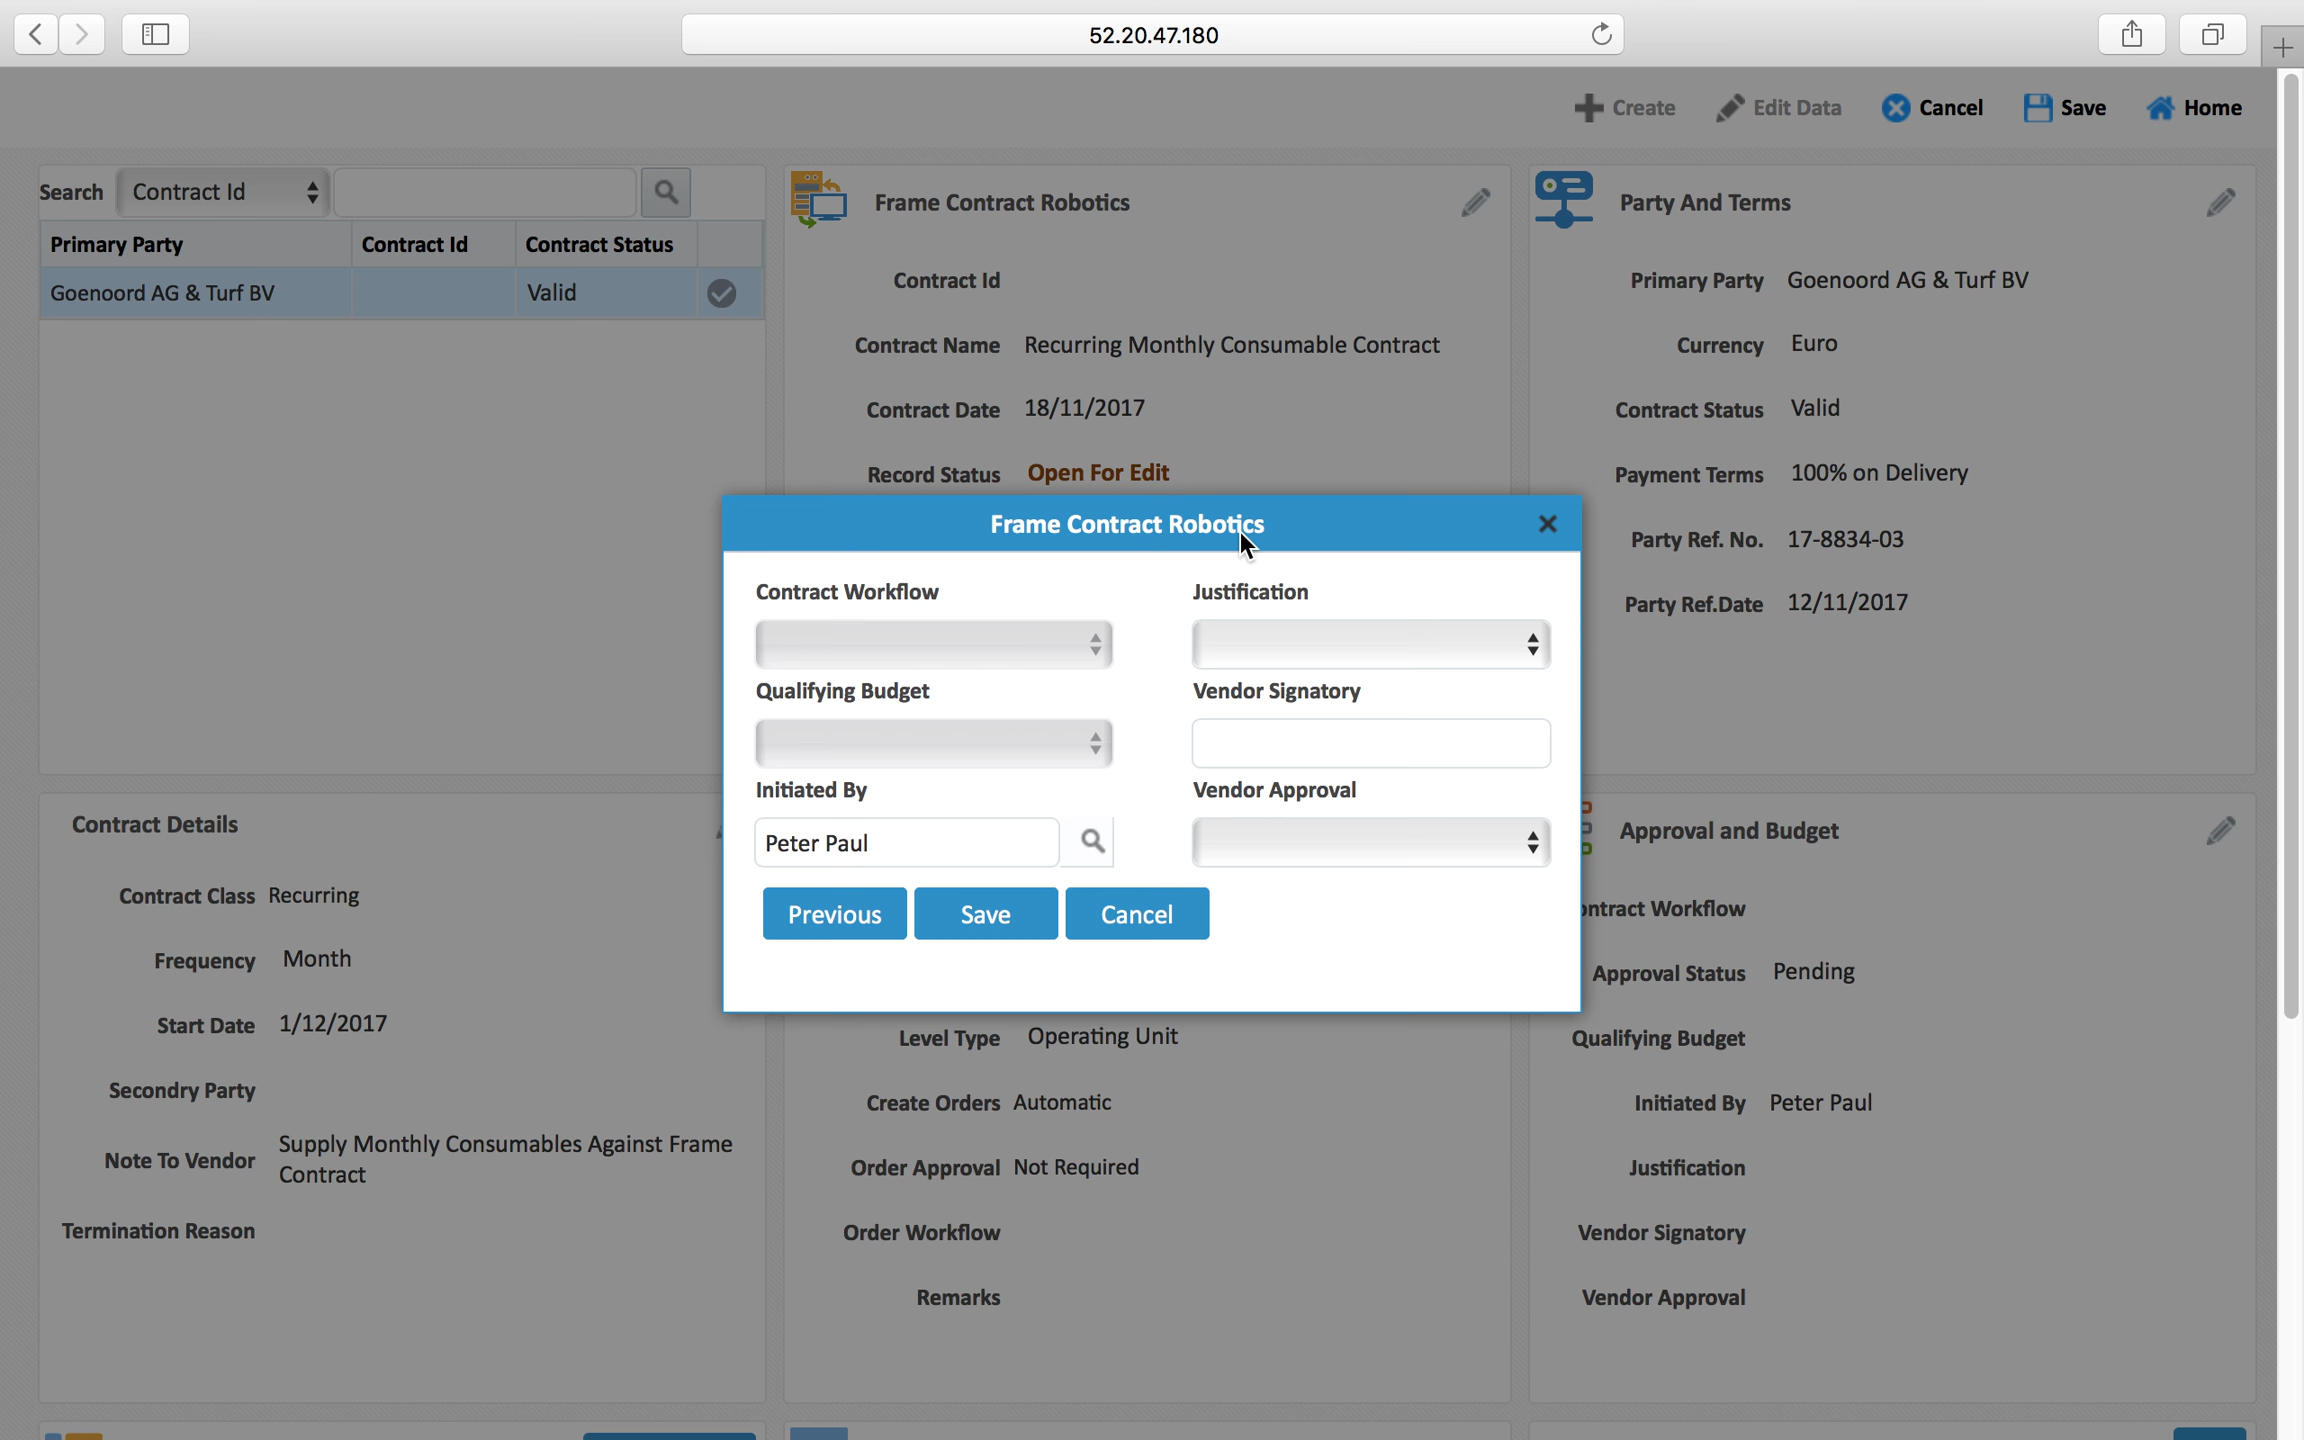 52.20.47.180
Create
Edit Data
Cancel
Save
Home
Search
Contract Id
Primary Party
Contract Id
Contract Status
Goenoord AG & Turf BV
Valid
Frame Contract Robotics
Contract Id
Contract Name Recurring Monthly Consumable Contract
Contract Date 18/11/2017
Record Status Open For Edit
Party And Terms
Primary Party Goenoord AG & Turf BV
Currency Euro
Contract Status Valid
Payment Terms 100% on Delivery
Party Ref. No. 17-8834-03
Party Ref.Date 12/11/2017
Frame Contract Robotics
Contract Workflow
Justification
Qualifying Budget
Vendor Signatory
Initiated By
Vendor Approval
Peter Paul
Previous
Save
Cancel
Contract Details
Contract Class Recurring
Frequency Month
Start Date 1/12/2017
Secondry Party
Note To Vendor Supply Monthly Consumables Against Frame
Contract
Termination Reason
Level Type Operating Unit
Create Orders Automatic
Order Approval Not Required
Order Workflow
Remarks
Approval and Budget
ontract Workflow
Approval Status Pending
Qualifying Budget
Initiated By Peter Paul
Justification
Vendor Signatory
Vendor Approval